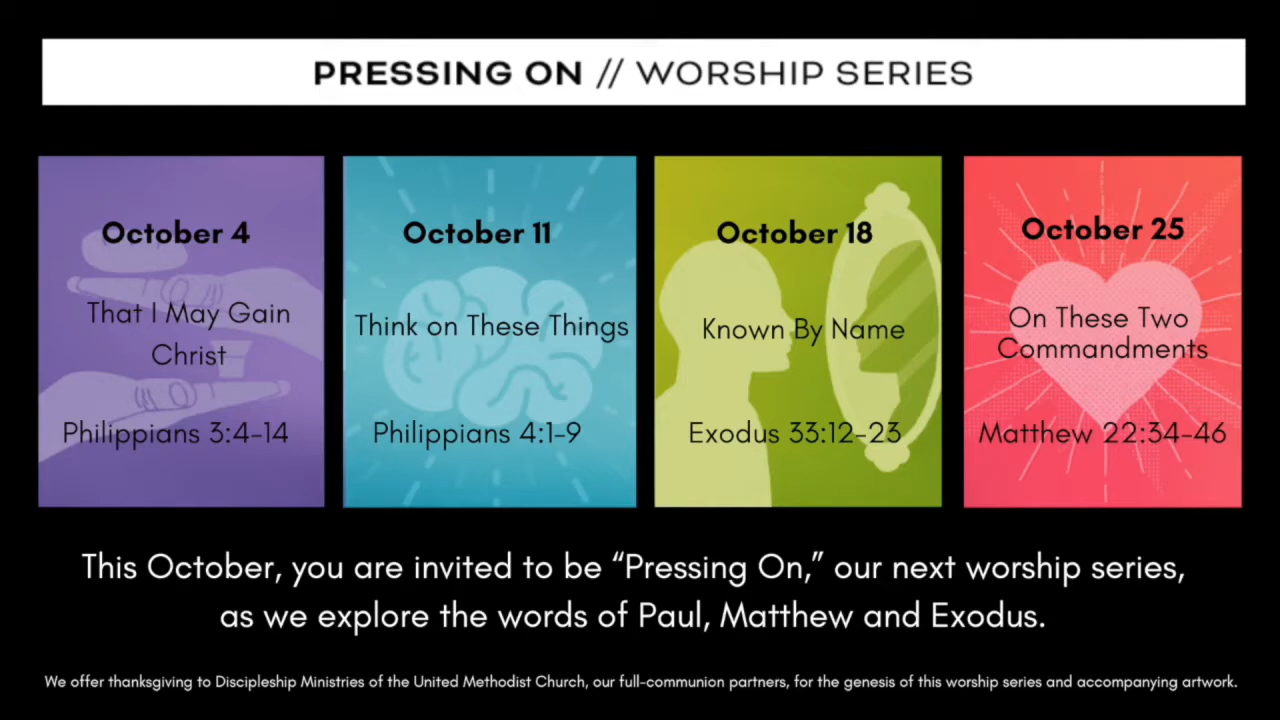 PRESSING ON // WORSHIP SERIES
October 4
That I May Gain
Christ
Philippians 3:4-14
October 11
Think on These Things
Philippians 4:1-9
October 18
Known By Name
Exodus 33:12-23
October 25
On These Two
Commandments
Matthew 22:34-46
This October, you are invited to be “Pressing On,” our next worship series,
as we explore the words of Paul, Matthew and Exodus.
We offer thanksgiving to Discipleship Ministries of the United Methodist Church, our full-communion partners, for the genesis of this worship series and accompanying artwork.